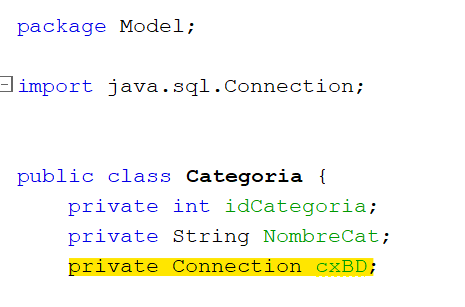 package Model;
import java.sql.Connection;
public class Categoria {
private int idCategoria;
private String NombreCat;
private Connection cxBD;